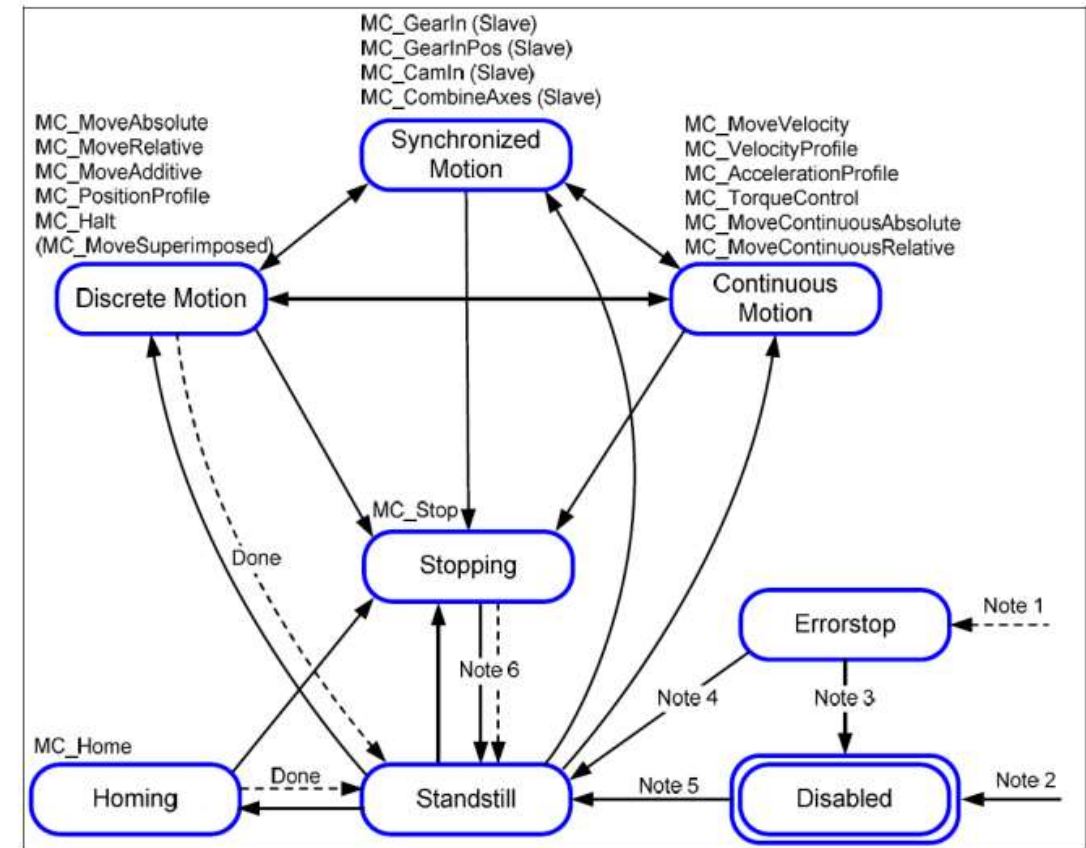 MC_GearIn (Slave)
MC_GearInPos (Slave)
MC_CamIn (Slave)
MC_CombineAxes (Slave)
MC_MoveAbsolute
MC_MoveRelative
MC_MoveAdditive
MC_PositionProfile
MC_Halt
(MC_MoveSuperimposed)
Synchronized
Motion
MC_MoveVelocity
MC_VelocityProfile
MC_AccelerationProfile
MC_TorqueControl
MC_MoveContinuousAbsolute
MC_MoveContinuousRelative
Discrete Motion
Continuous
Motion
MC_Stop
Stopping
Done
Errorstop
Note 1
Note 6
Note 4
Note 3
MC_Home
Homing
Done
Standstill
Note 5
Disabled
Note 2